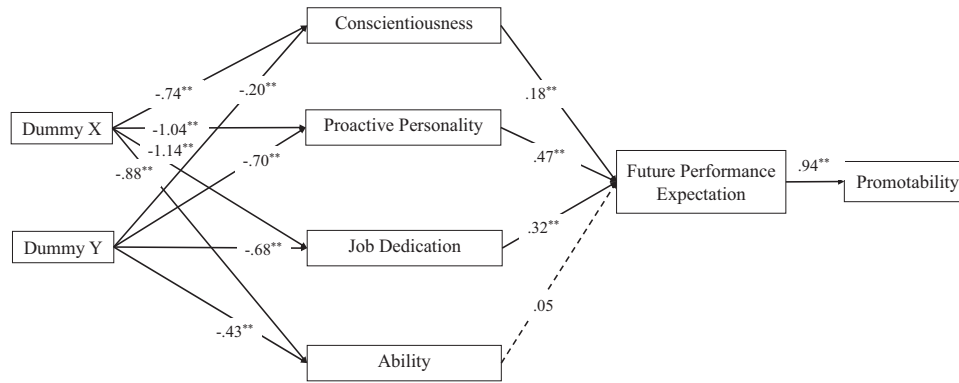 Conscientiousness
-.74**
-.20**
.18**
Dummy X
-1.04**
Proactive Personality
-1.14**
-.70**
.47**
-.88**
Future Performance
Expectation
.94**
Promotability
Dummy Y
-.68**
Job Dedication
.32**
.05
-.43**
Ability